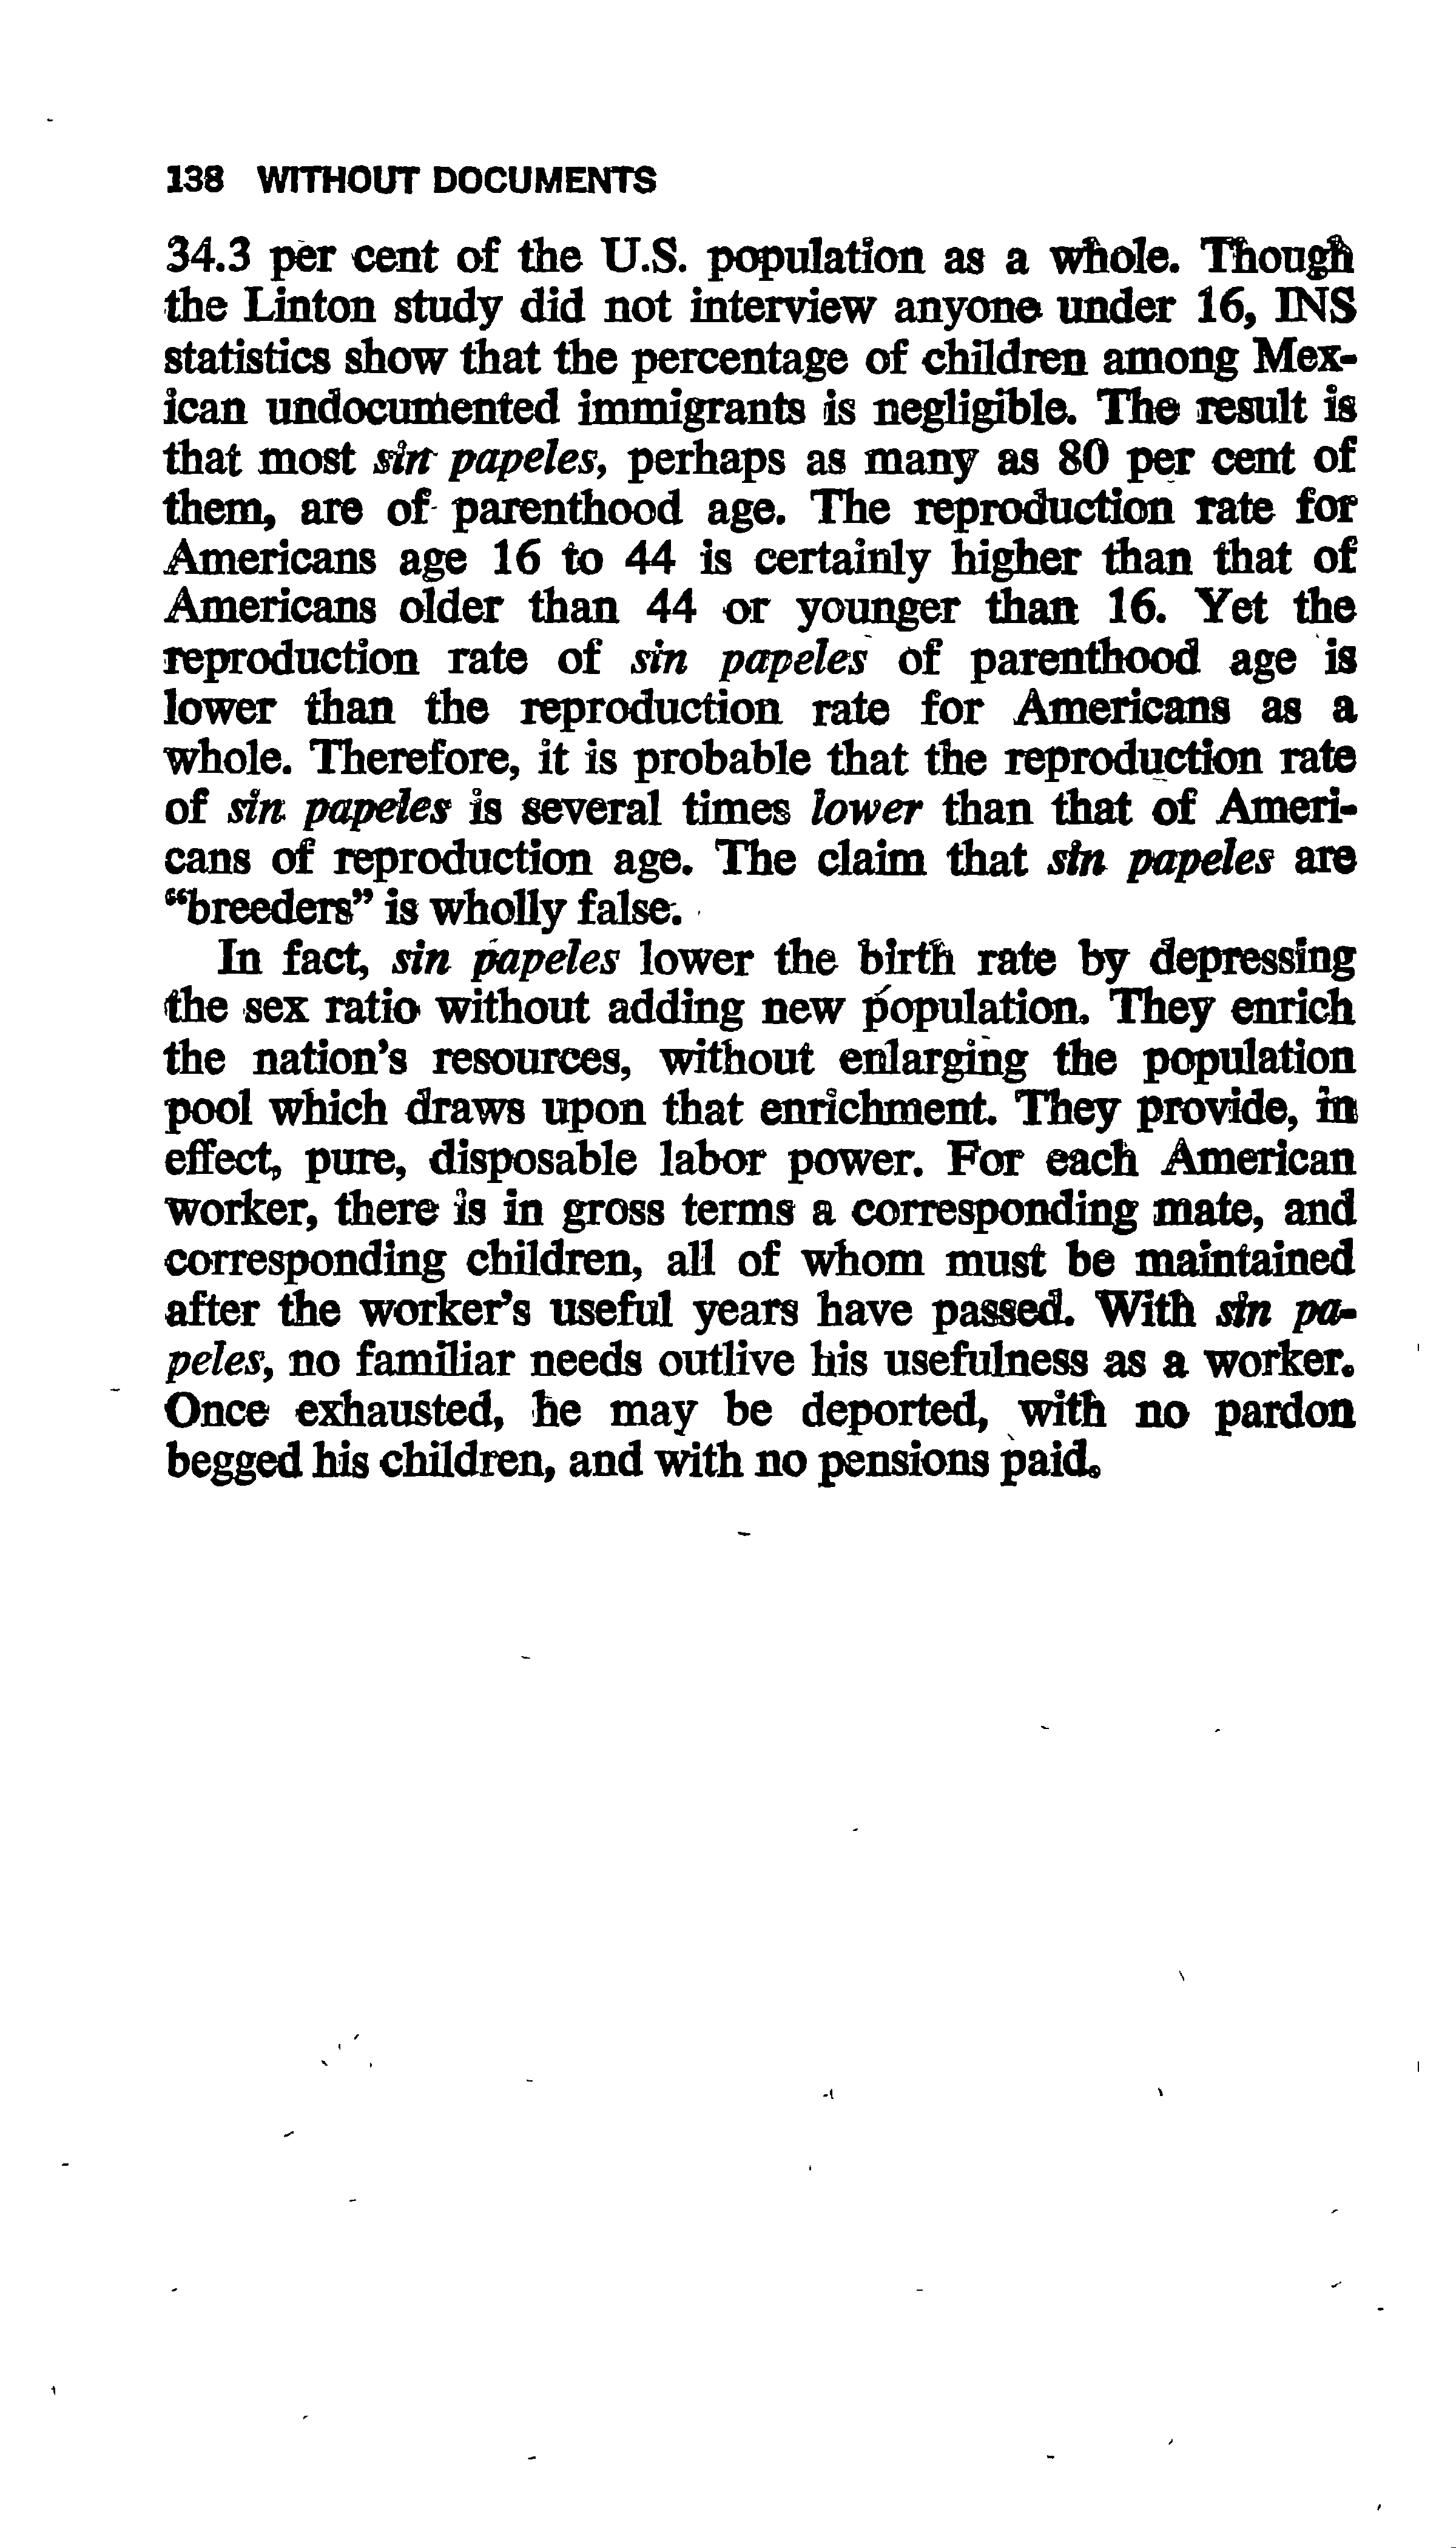 138 WITHOUT DOCUMENTS
34.3 per cent of the U.S. population as a whole. Though
the Linton study did not interview anyone under 16, INS
statistics show that the percentage of children among Mex-
ican undocumented immigrants is negligible. The result is
that most sin papeles, perhaps as many as 80 per cent of
them, are of parenthood age. The reproduction rate for
Americans age 16 to 44 is certainly higher than that of
Americans older than 44 or younger than 16. Yet the
reproduction rate of sin papeles of parenthood age is
lower than the reproduction rate for Americans as a
whole. Therefore, it is probable that the reproduction rate
of sin papeles is several times lower than that of Ameri-
cans of reproduction age. The claim that sin papeles are
“breeders” is wholly false.
In fact, sin papeles lower the birth rate by depressing
the sex ratio without adding new population. They enrich
the nation’s resources, without enlarging the population
pool which draws upon that enrichment. They provide, in
effect, pure, disposable labor power. For each American
worker, there is in gross terms a corresponding mate, and
corresponding children, all of whom must be maintained
after the worker’s useful years have passed. With sin pa-
peles, no familiar needs outlive his usefulness as a worker.
Once exhausted, he may be deported, with no pardon
begged his children, and with no pensions paid.